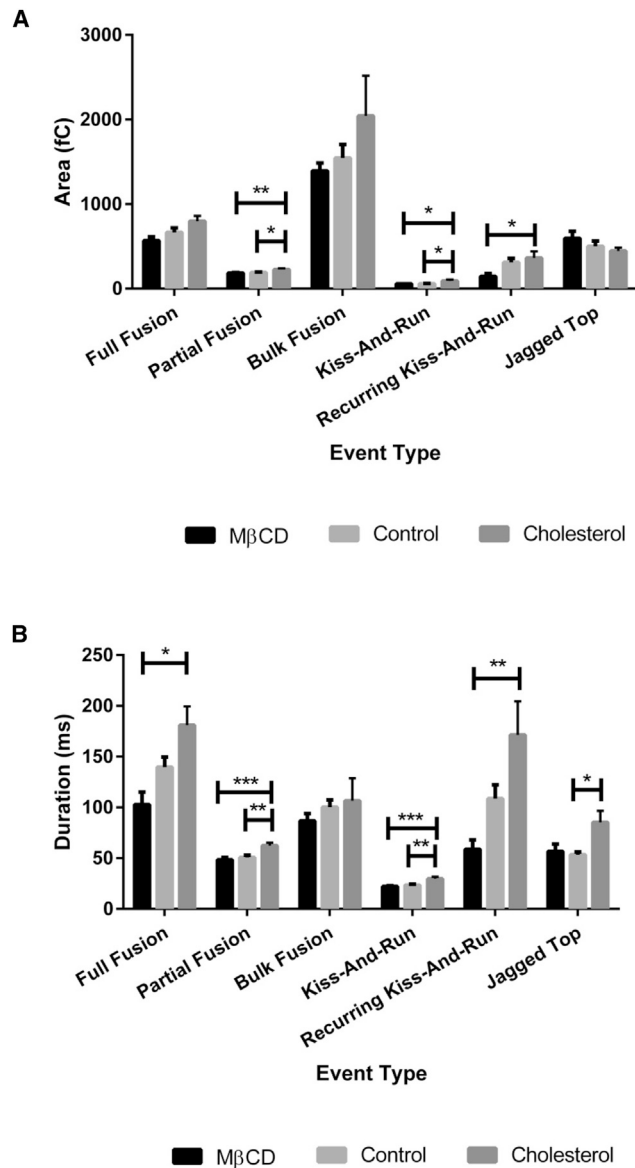 A
3000
2000
1000
0
Area (fC)
**
*
*
*
*
Full Fusion
Partial Fusion
Bulk Fusion
Kiss-And-Run
Recurring Kiss-And-Run
Jagged Top
Event Type
MβCD Control Cholesterol
B
250
200
150
100
50
0
Duration (ms)
*
***
**
***
**
**
*
Full Fusion
Partial Fusion
Bulk Fusion
Kiss-And-Run
Recurring Kiss-And-Run
Jagged Top
Event Type
MβCD Control Cholesterol